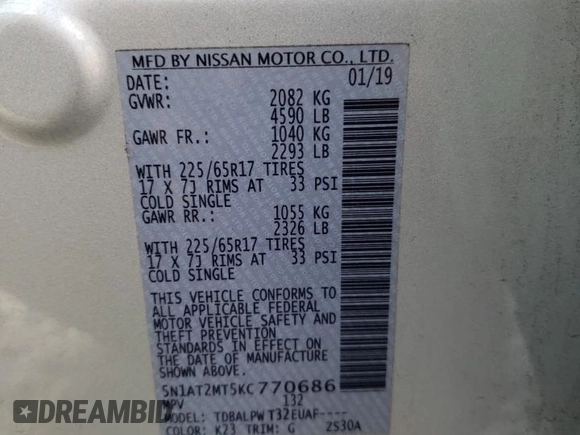 MFD BY NISSAN MOTOR CO., LTD.
DATE: 01/19
GVWR: 2082 KG
4590 LB
GAWR FR.: 1040 KG
2293 LB
WITH 225/65R17 TIRES
17 X 7J RIMS AT 33 PSI
COLD SINGLE
GAWR RR.: 1055 KG
2326 LB
WITH 225/65R17 TIRES
17 X 7J RIMS AT 33 PSI
COLD SINGLE
THIS VEHICLE CONFORMS TO
ALL APPLICABLE FEDERAL
MOTOR VEHICLE SAFETY AND
THEFT PREVENTION
STANDARDS IN EFFECT ON
THE DATE OF MANUFACTURE
SHOWN ABOVE.
5N1AT2MT5KC770686
MPV 132
MODEL: TDBALPW T32EUAF----
COLOR: K23 TRIM: G ZS30A
RIDESAFELY.COM